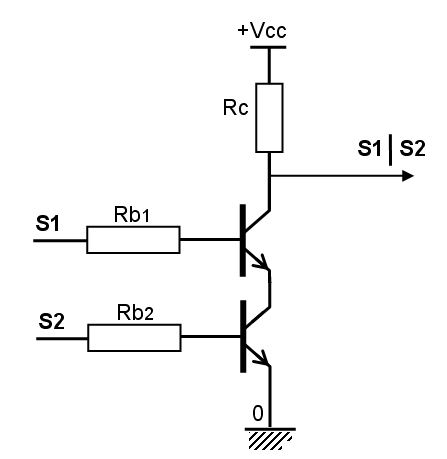 +Vcc
Rc
S1 | S2
S1
Rb1
S2
Rb2
0